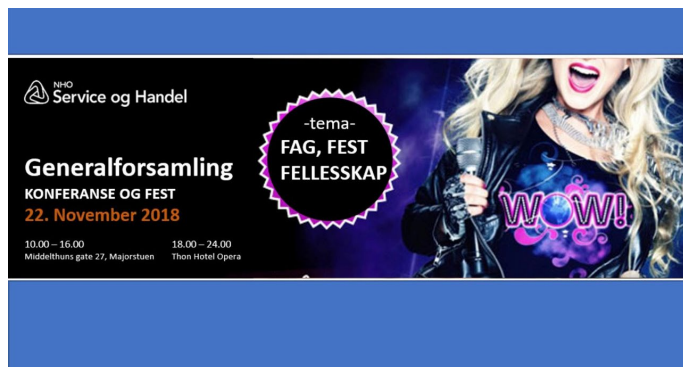 NHO
Service og Handel
Generalforsamling
KONFERANSE OG FEST
22. November 2018
10.00 – 16.00
Middelthuns gate 27, Majorstuen
18.00 – 24.00
Thon Hotel Opera
-tema-
FAG, FEST
FELLESSKAP
WOW!